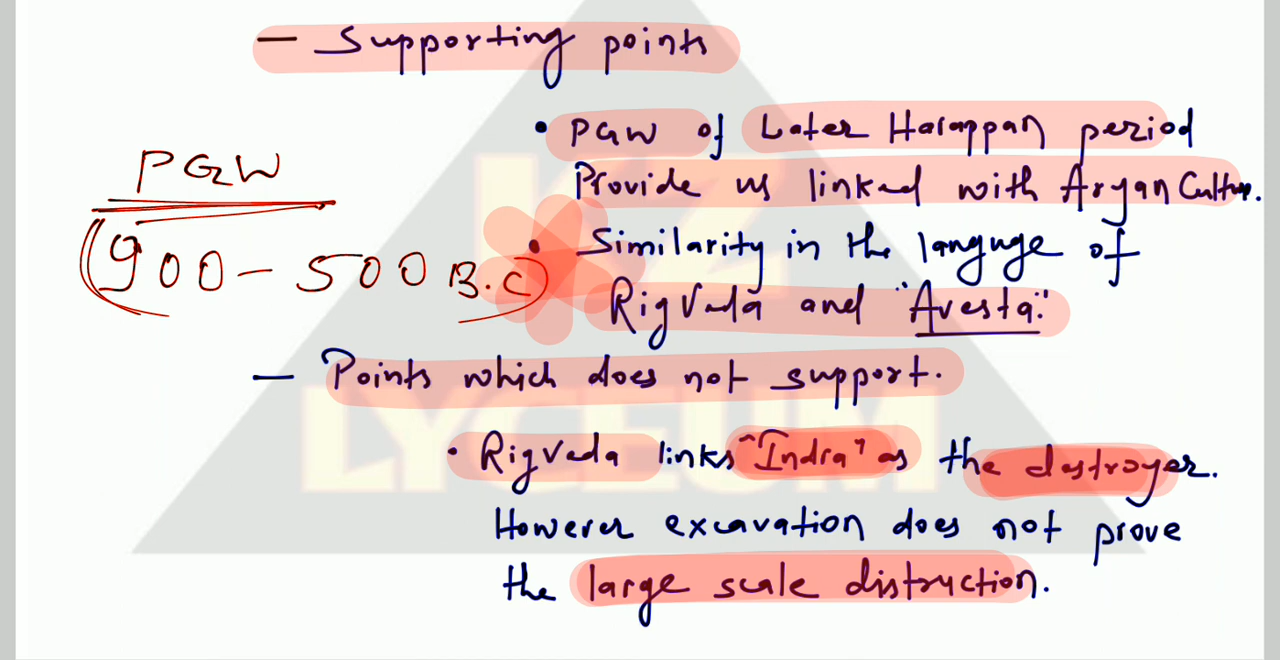 — Supporting points
• PGW of Later Harappan period
Provide us linked with Aryan Culture.
PGW
(900 – 500 B.C)
• Similarity in the languge of
RigVeda and "Avesta".
— Points which does not support.
• RigVeda links "Indra" as the destroyer.
However excavation does not prove
the large scale distruction.
LYCEUM